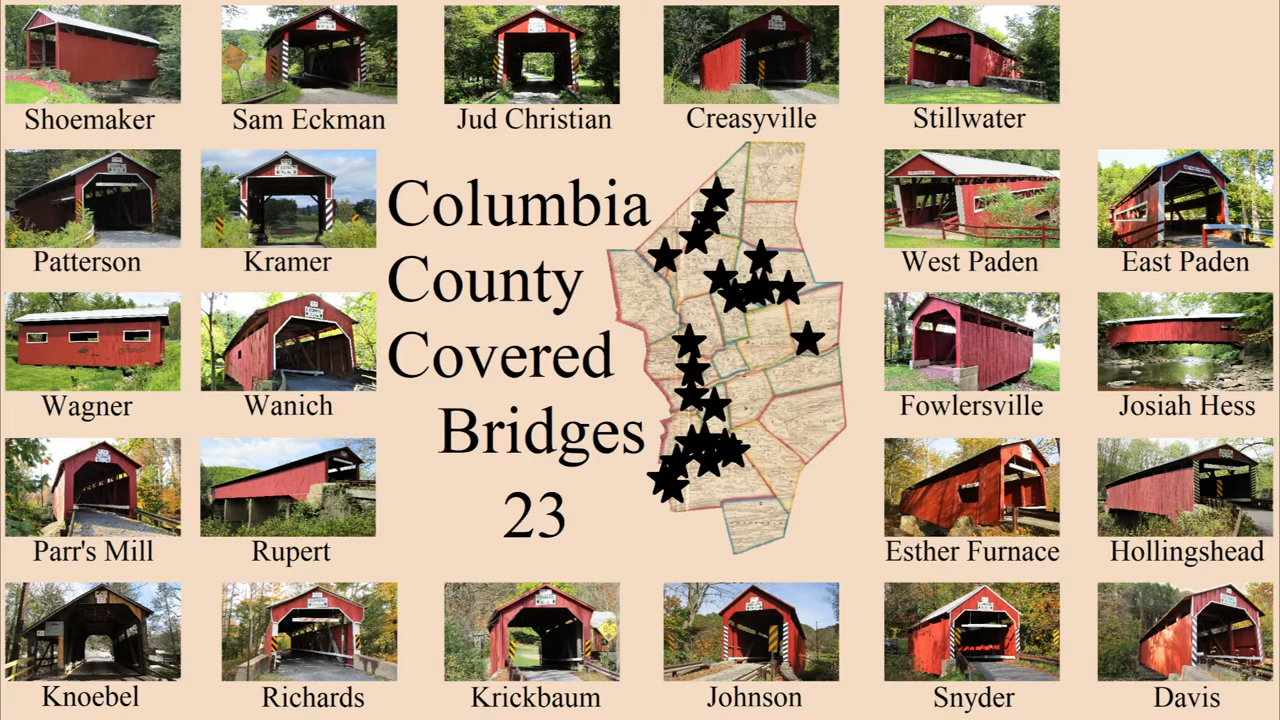 Shoemaker
Sam Eckman
Jud Christian
Creasyville
Stillwater
Patterson
Kramer
Columbia
County
Covered
Bridges
23
West Paden
East Paden
Wagner
Wanich
Fowlersville
Josiah Hess
Parr's Mill
Rupert
Esther Furnace
Hollingshead
Knoebel
Richards
Krickbaum
Johnson
Snyder
Davis